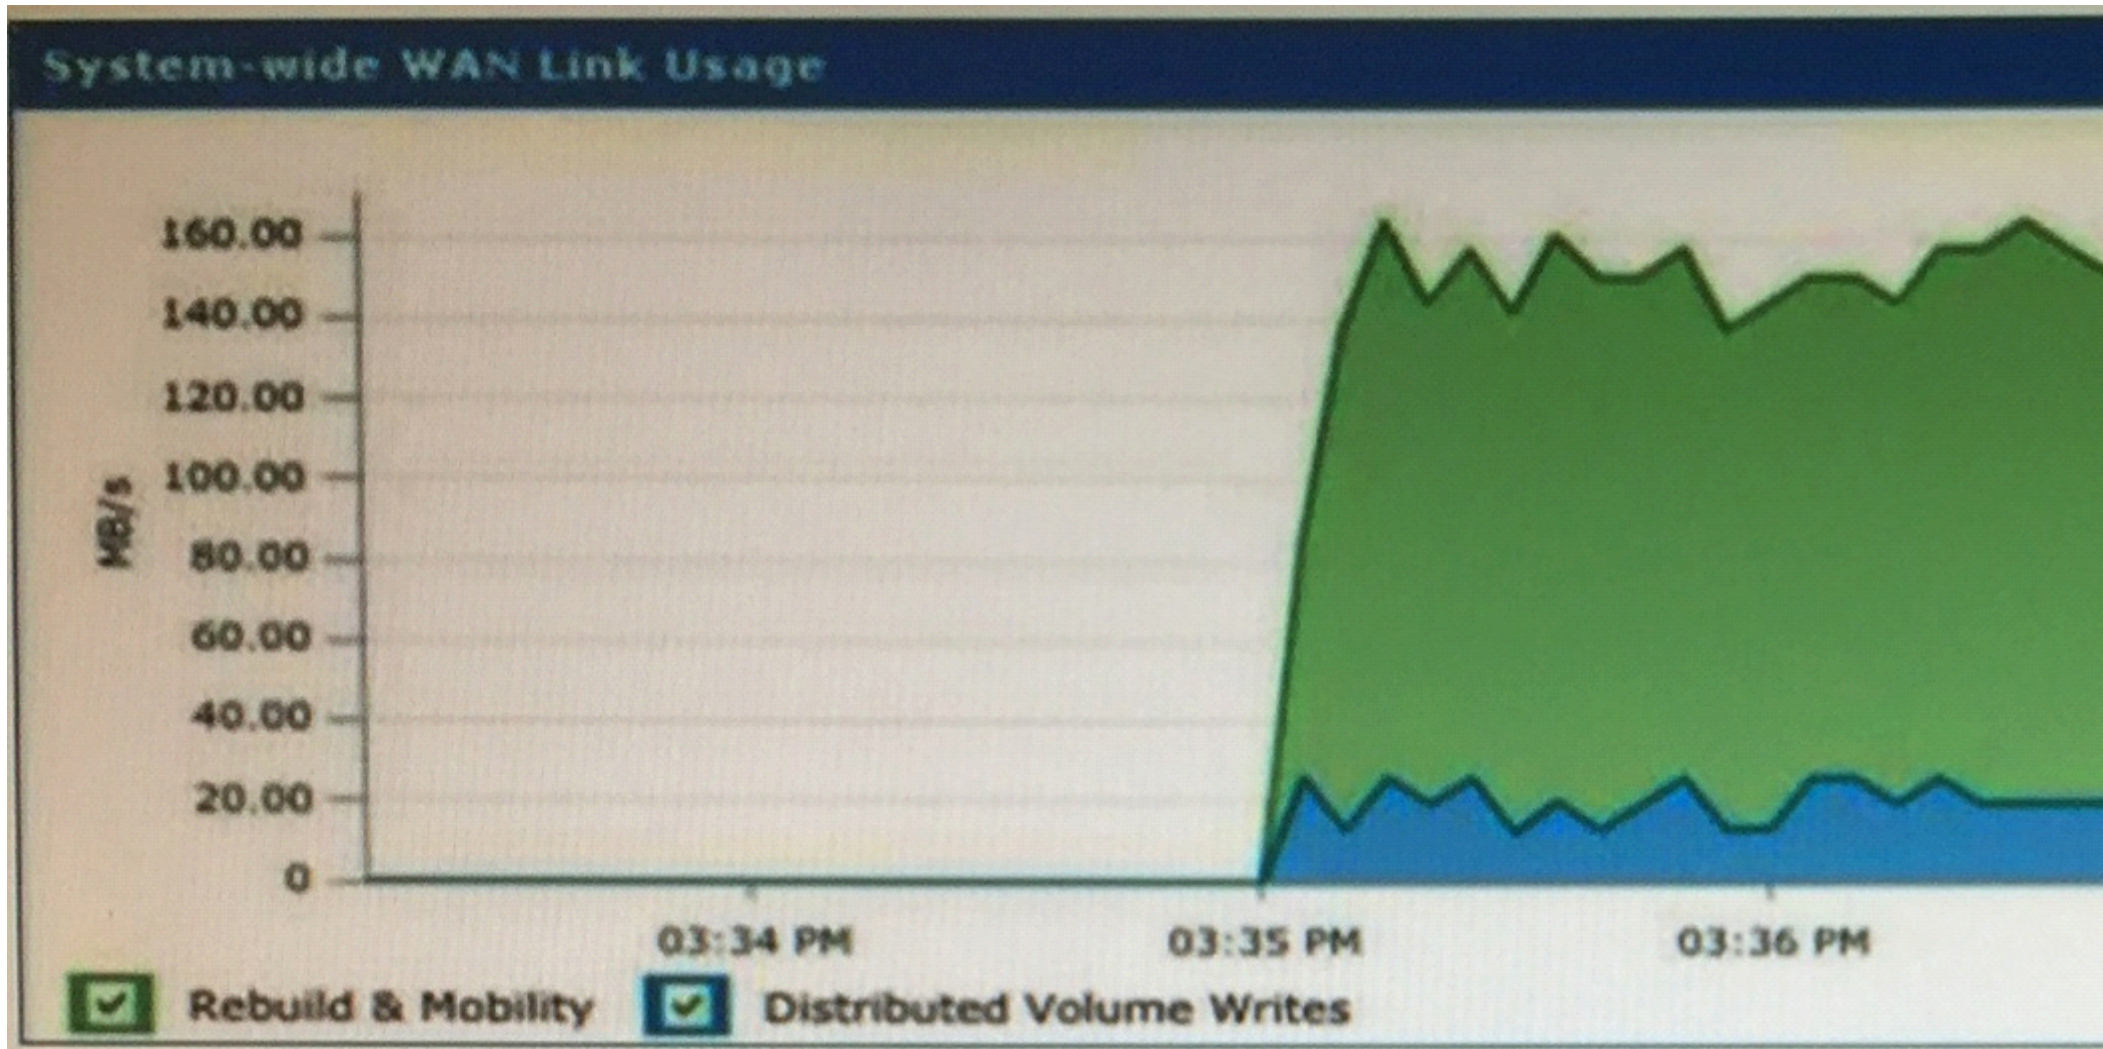 System-wide WAN Link Usage
160.00
140.00
120.00
100.00
80.00
60.00
40.00
20.00
0
MB/s
03:34 PM 03:35 PM 03:36 PM
Rebuild & Mobility Distributed Volume Writes